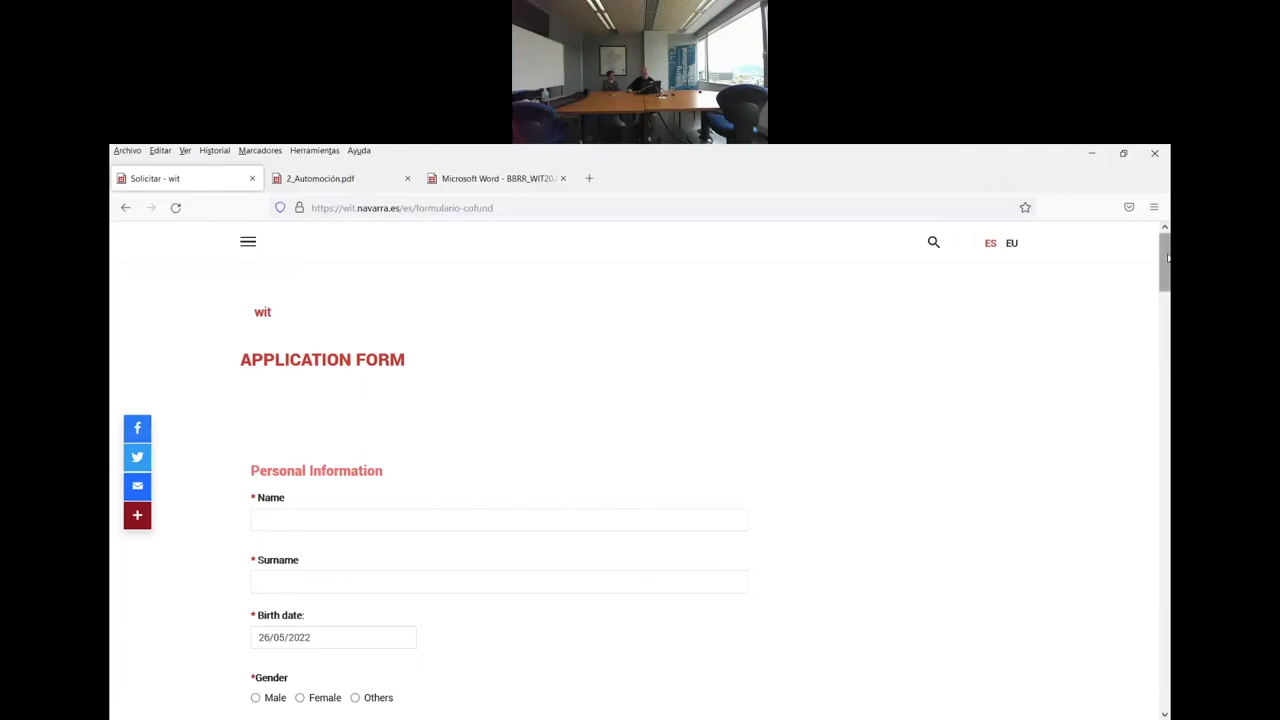 Archivo Editar Ver Historial Marcadores Herramientas Ayuda
Solicitar - wit
2_Automoción.pdf
Microsoft Word - BBRR_WIT202
https://wit.navarra.es/es/formulario-cofund
ES EU
wit
APPLICATION FORM
Personal Information
* Name
* Surname
* Birth date:
26/05/2022
*Gender
Male Female Others